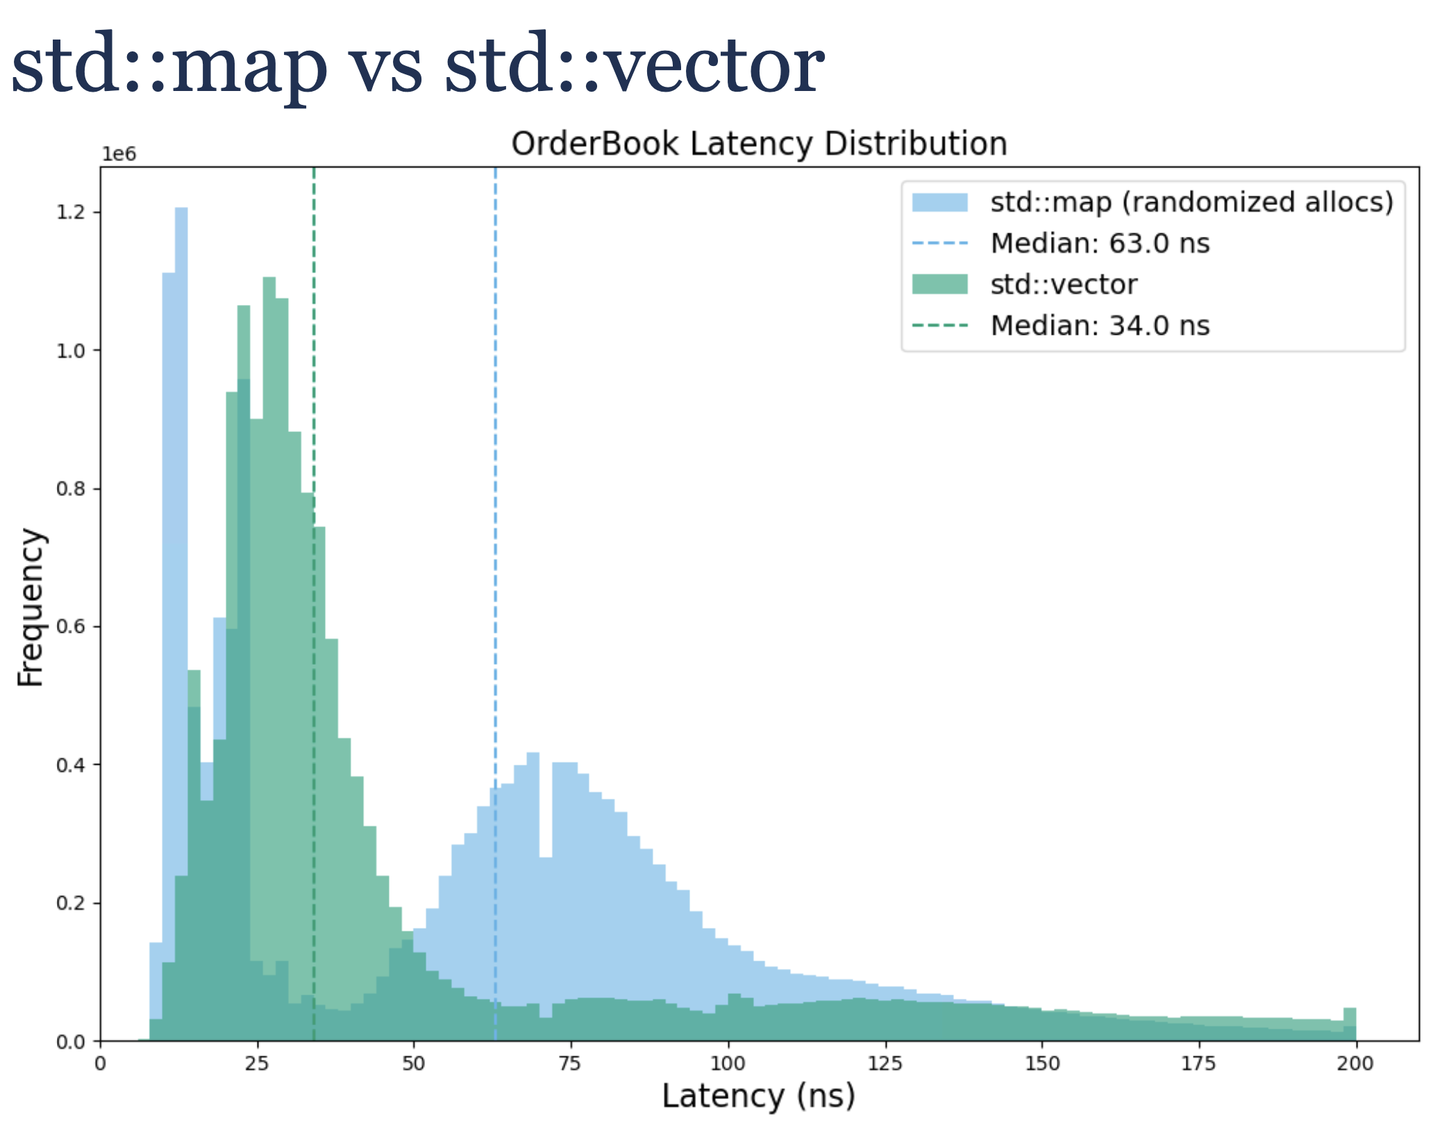 std::map vs std::vector
OrderBook Latency Distribution
1e6
std::map (randomized allocs)
Median: 63.0 ns
std::vector
Median: 34.0 ns
1.2
1.0
0.8
0.6
0.4
0.2
0.0
Frequency
0 25 50 75 100 125 150 175 200
Latency (ns)